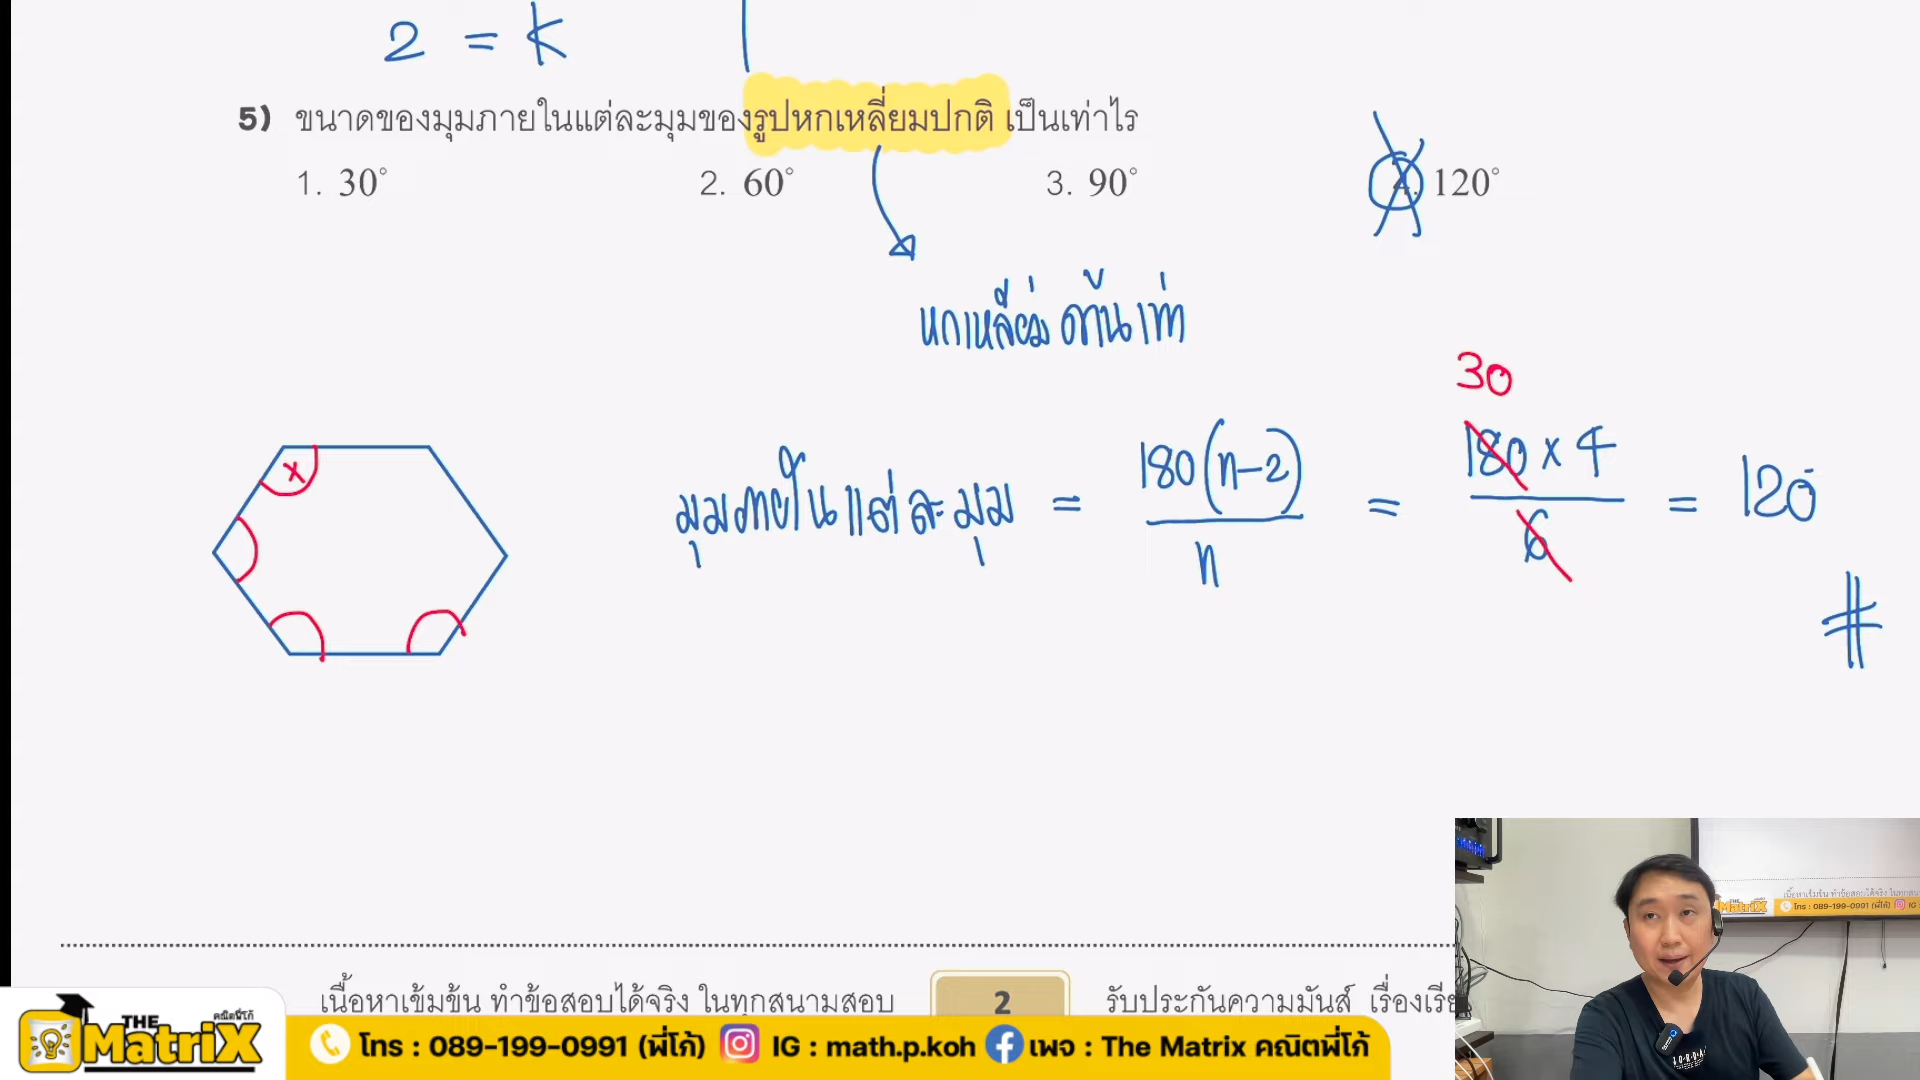 2 = k
5) ขนาดของมุมภายในแต่ละมุมของรูปหกเหลี่ยมปกติ เป็นเท่าไร
1. 30° 2. 60° 3. 90° 4. 120°
หกเหลี่ยมด้านเท่า
มุมภายในแต่ละมุม = 180(n-2) / n = 180 x 4 / 6 = 120°
30
x
เนื้อหาเข้มข้น ทำข้อสอบได้จริง ในทุกสนามสอบ 2 รับประกันความมันส์ เรื่องเรีย
คณิตพี่โก้
THE MatriX
โทร : 089-199-0991 (พี่โก้) IG : math.p.koh เพจ : The Matrix คณิตพี่โก้